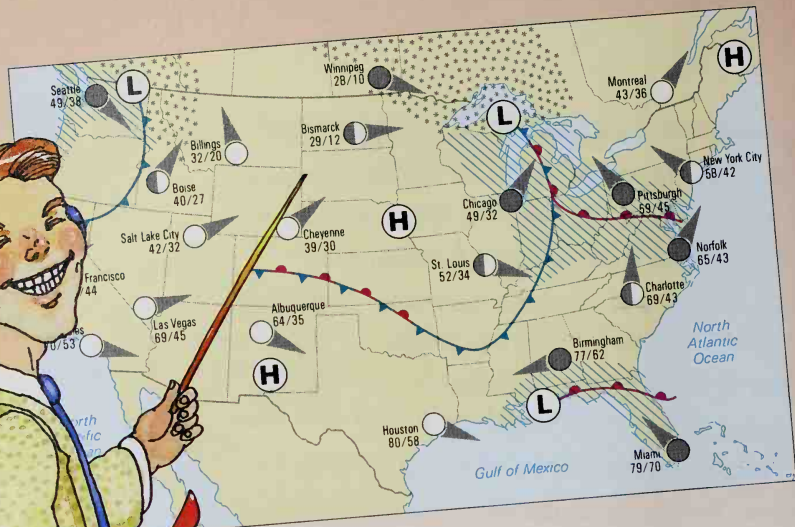 Seattle
49/38
L
Winnipeg
28/10
Montreal
43/36
H
Billings
32/20
Bismarck
29/12
L
Boise
40/27
New York City
58/42
Chicago
49/32
Pittsburgh
59/45
Salt Lake City
42/32
Cheyenne
39/30
H
St. Louis
52/34
Norfolk
65/43
Francisco
44
Las Vegas
69/45
Albuquerque
64/35
Charlotte
69/43
North
Atlantic
Ocean
/53
H
Birmingham
77/62
L
Houston
80/58
Gulf of Mexico
Miami
79/70